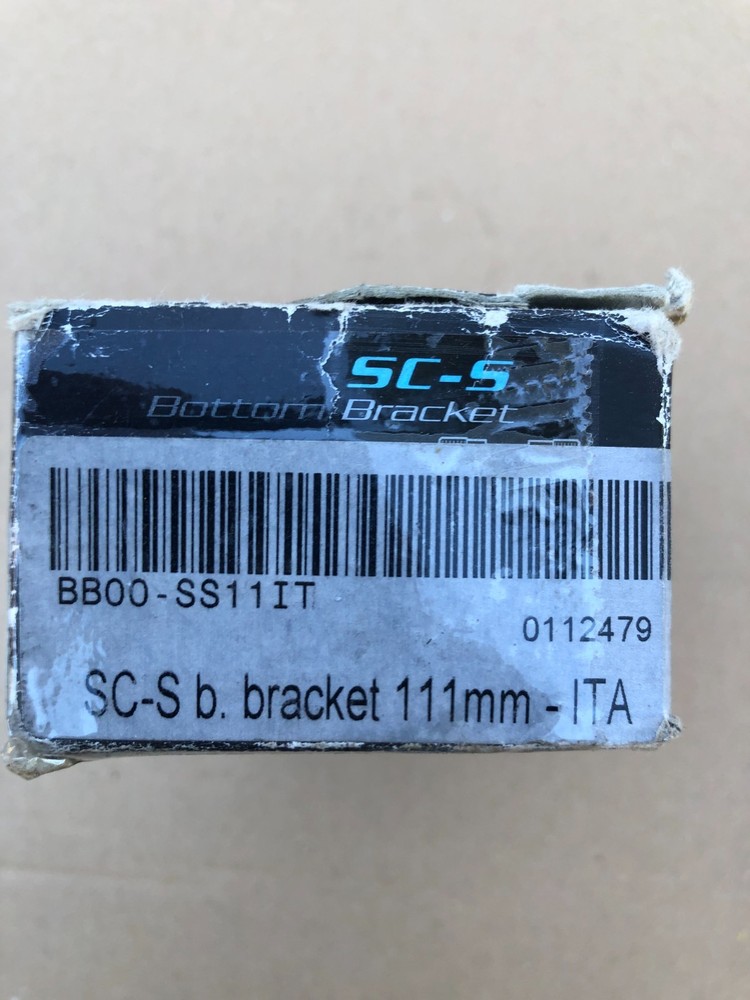 SC-S
Bottom Bracket
BB00-SS11IT
0112479
SC-S b. bracket 111mm - ITA